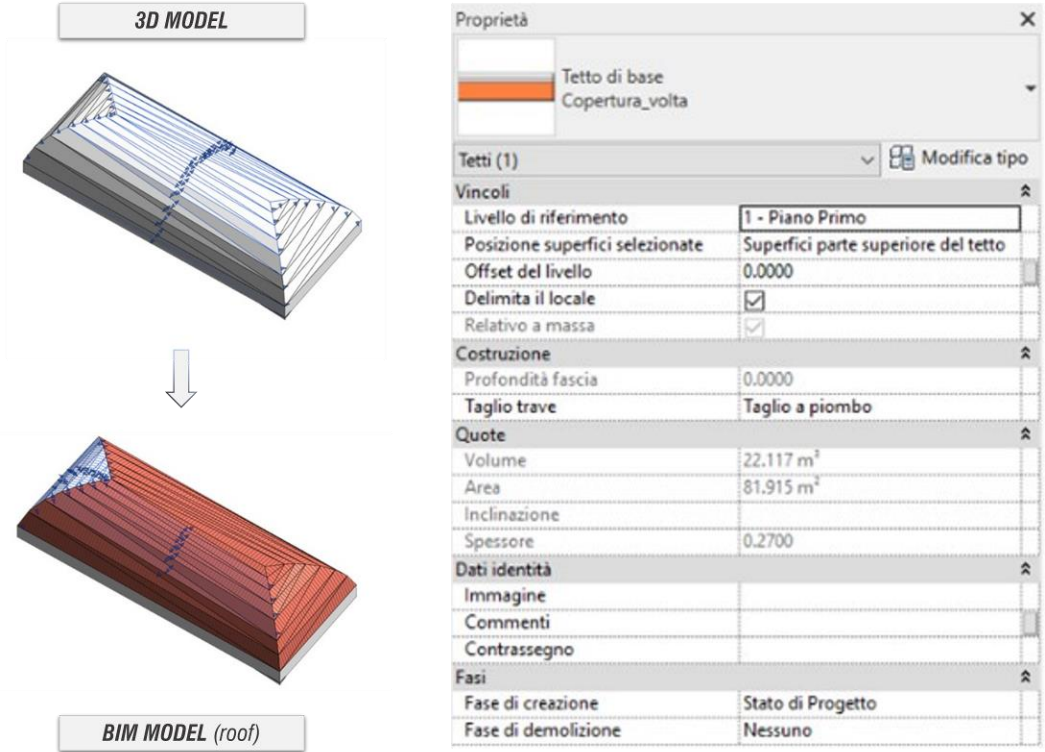 3D MODEL
BIM MODEL (roof)
Proprietà
Tetto di base
Copertura_volta
Tetti (1)
Modifica tipo
Vincoli
Livello di riferimento 1 - Piano Primo
Posizione superfici selezionate Superfici parte superiore del tetto
Offset del livello 0.0000
Delimita il locale
Relativo a massa
Costruzione
Profondità fascia 0.0000
Taglio trave Taglio a piombo
Quote
Volume 22.117 m³
Area 81.915 m²
Inclinazione
Spessore 0.2700
Dati identità
Immagine
Commenti
Contrassegno
Fasi
Fase di creazione Stato di Progetto
Fase di demolizione Nessuno